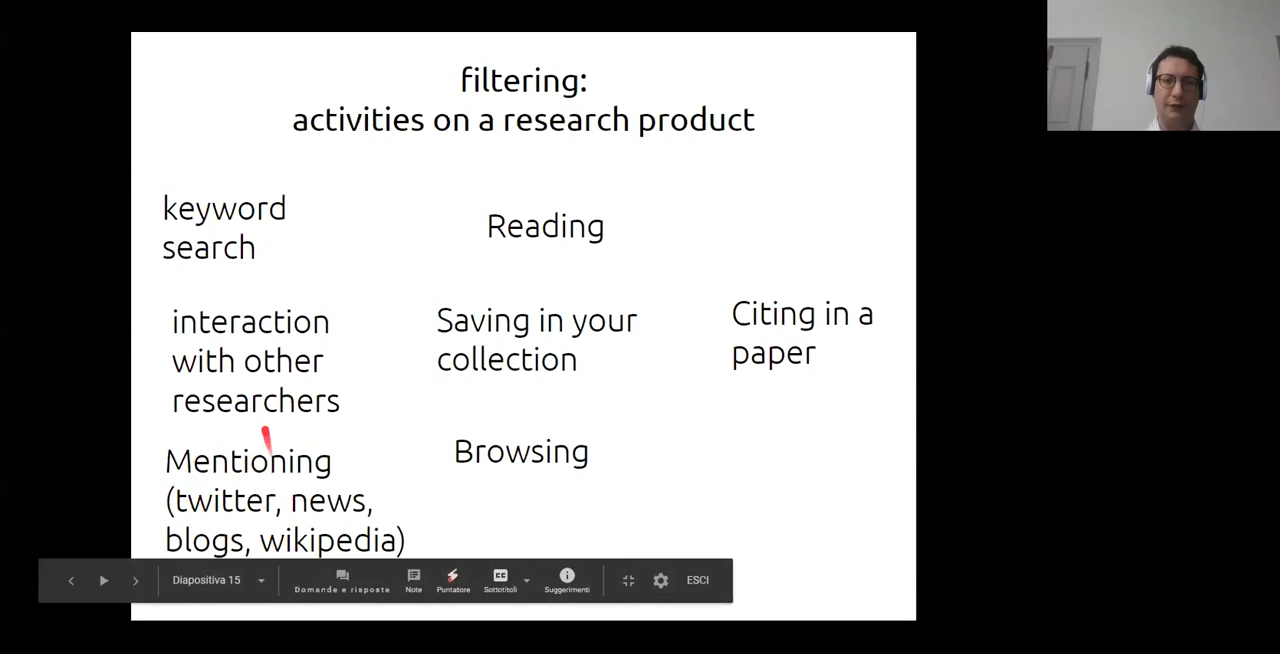 filtering:
activities on a research product
keyword
search
Reading
interaction
with other
researchers
Saving in your
collection
Citing in a
paper
Mentioning
(twitter, news,
blogs, wikipedia)
Browsing
Diapositiva 15
Domande e risposte
Note
Puntatore
CC
Sottotitoli
Suggerimenti
ESCI